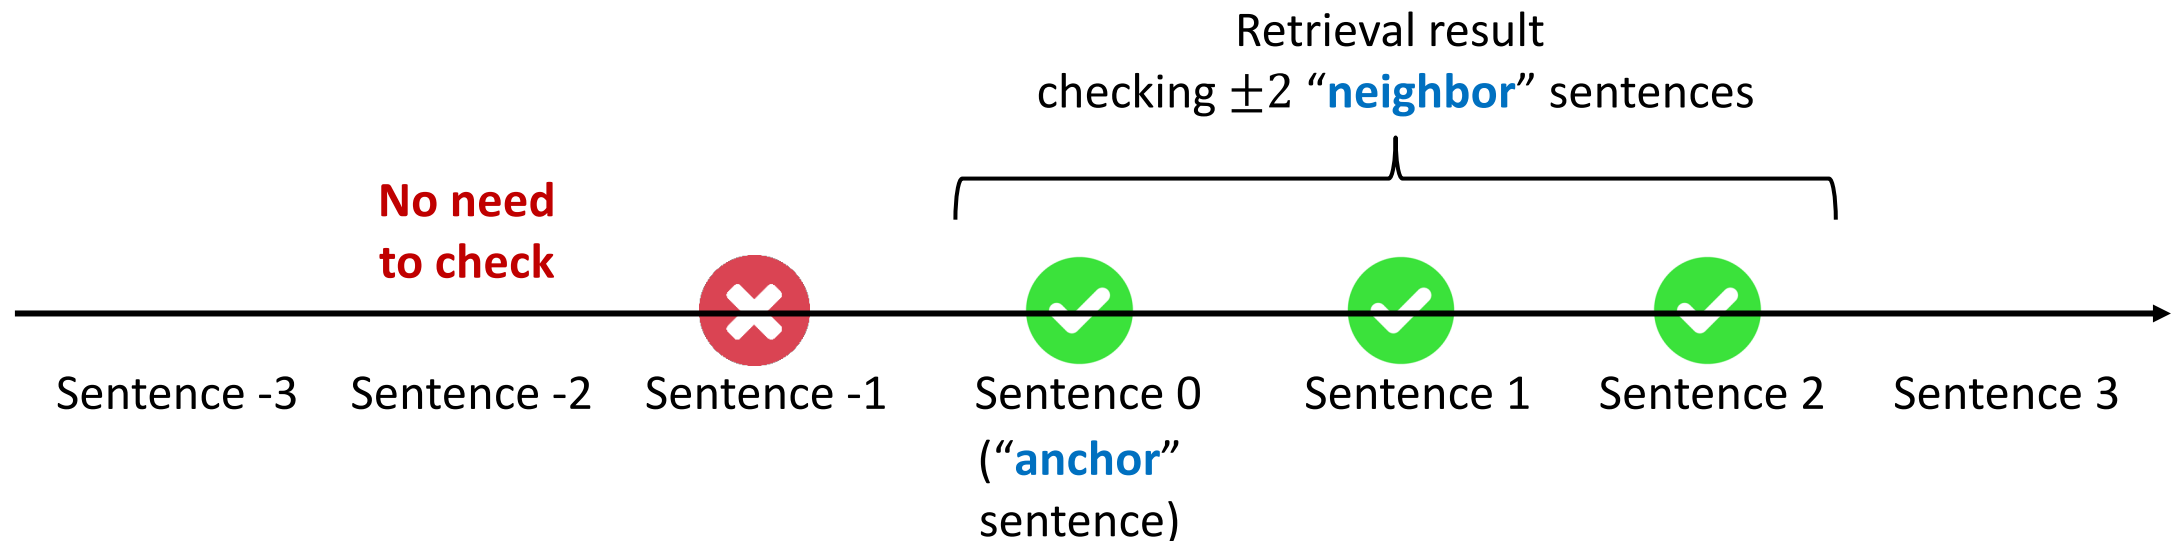 Retrieval result
checking ±2 “neighbor” sentences
No need
to check
Sentence -3
Sentence -2
Sentence -1
Sentence 0
(“anchor”
sentence)
Sentence 1
Sentence 2
Sentence 3